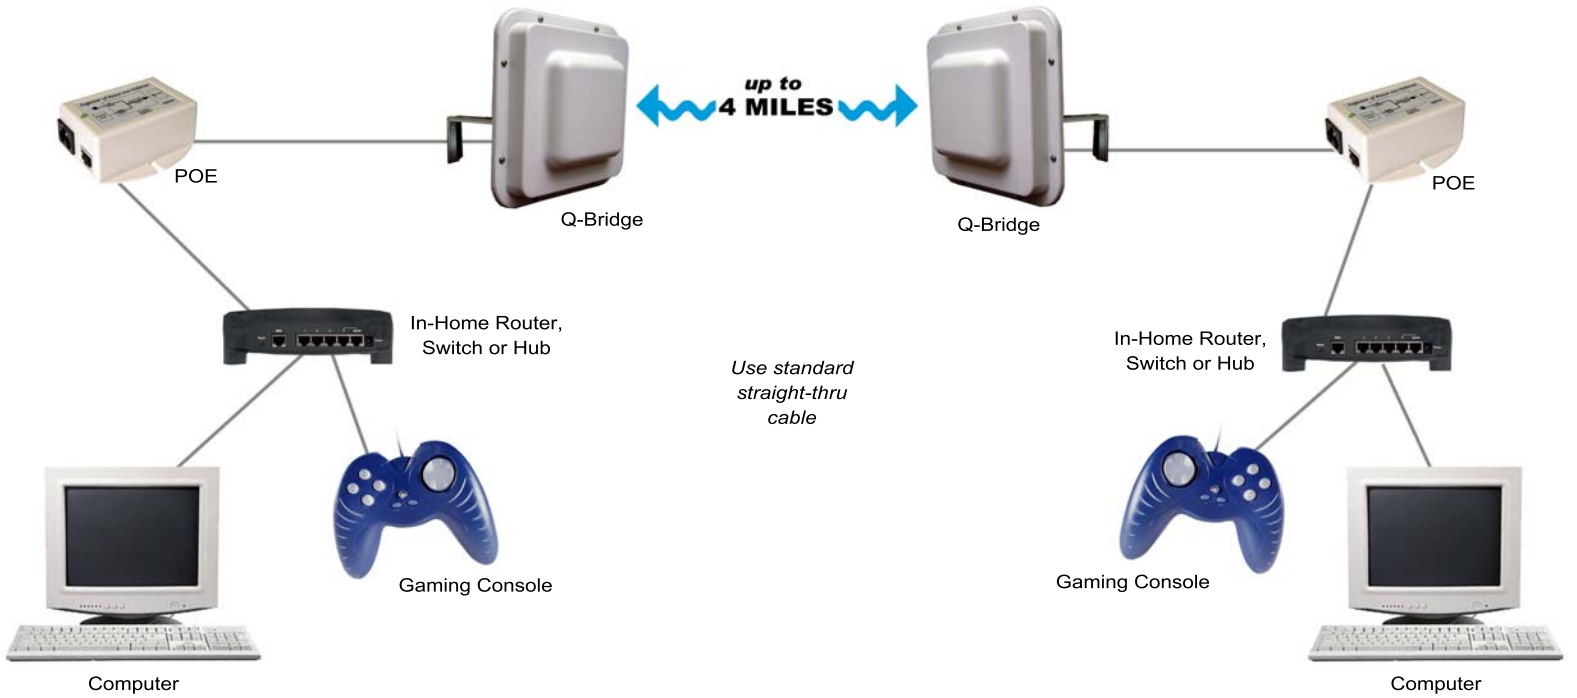 up to
4 MILES
POE
Q-Bridge
Q-Bridge
POE
In-Home Router,
Switch or Hub
In-Home Router,
Switch or Hub
Use standard
straight-thru
cable
Gaming Console
Gaming Console
Computer
Computer